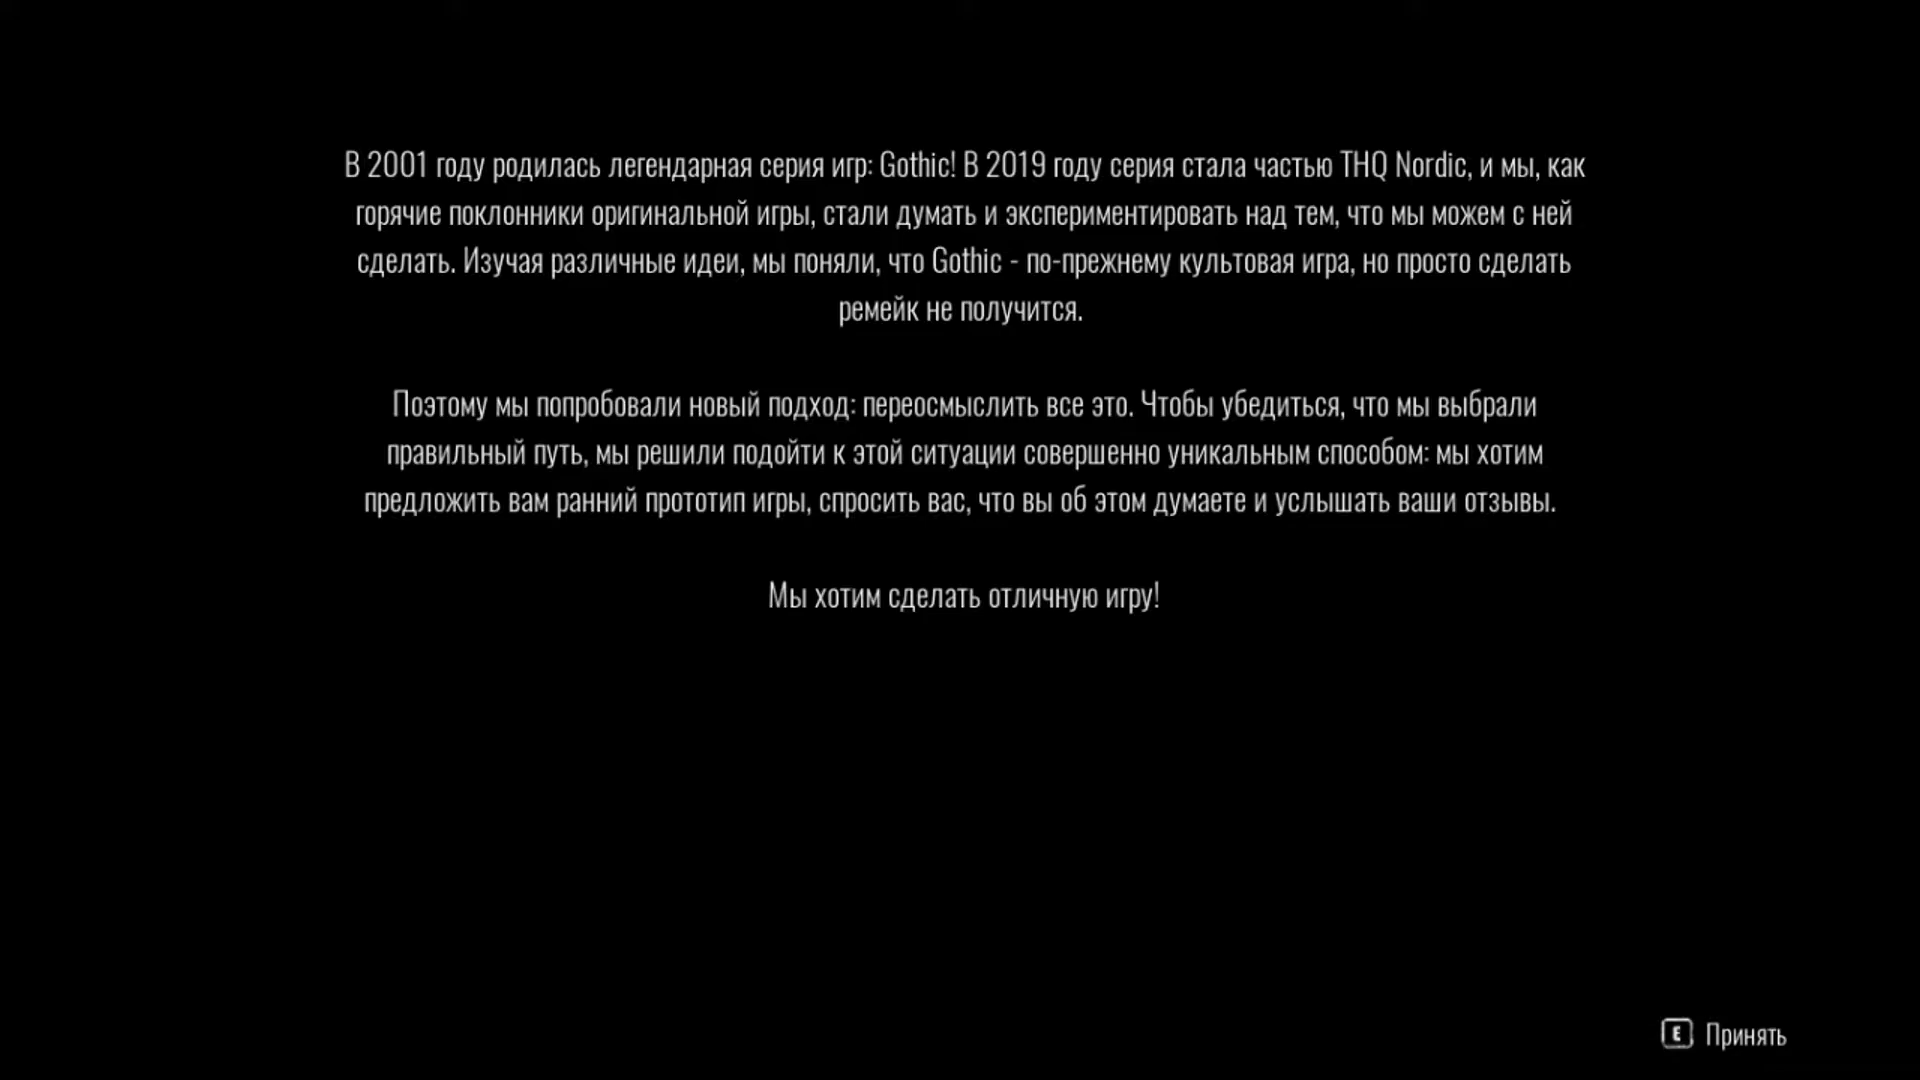 В 2001 году родилась легендарная серия игр: Gothic! В 2019 году серия стала частью THQ Nordic, и мы, как
горячие поклонники оригинальной игры, стали думать и экспериментировать над тем, что мы можем с ней
сделать. Изучая различные идеи, мы поняли, что Gothic - по-прежнему культовая игра, но просто сделать
ремейк не получится.
Поэтому мы попробовали новый подход: переосмыслить все это. Чтобы убедиться, что мы выбрали
правильный путь, мы решили подойти к этой ситуации совершенно уникальным способом: мы хотим
предложить вам ранний прототип игры, спросить вас, что вы об этом думаете и услышать ваши отзывы.
Мы хотим сделать отличную игру!
E Принять